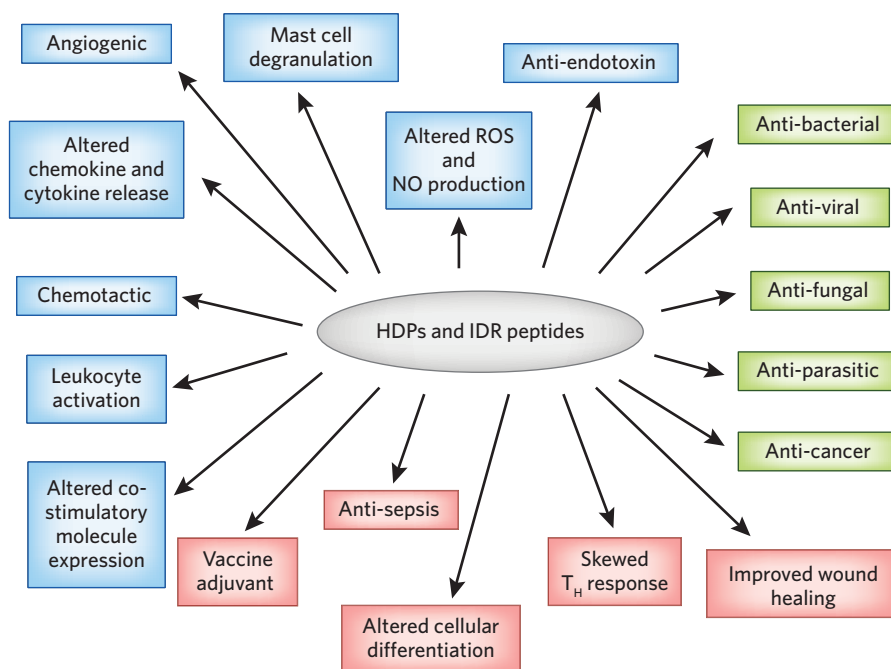 Angiogenic
Mast cell
degranulation
Anti-endotoxin
Altered
chemokine and
cytokine release
Altered ROS
and
NO production
Anti-bacterial
Anti-viral
Chemotactic
Anti-fungal
HDPs and IDR peptides
Leukocyte
activation
Anti-parasitic
Anti-cancer
Altered co-
stimulatory
molecule
expression
Anti-sepsis
Vaccine
adjuvant
Skewed
T_H response
Improved wound
healing
Altered cellular
differentiation